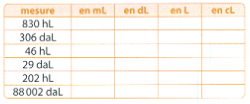 mesure en mL en dL en L en cL
830 hL
306 daL
46 hL
29 daL
202 hL
88 002 daL